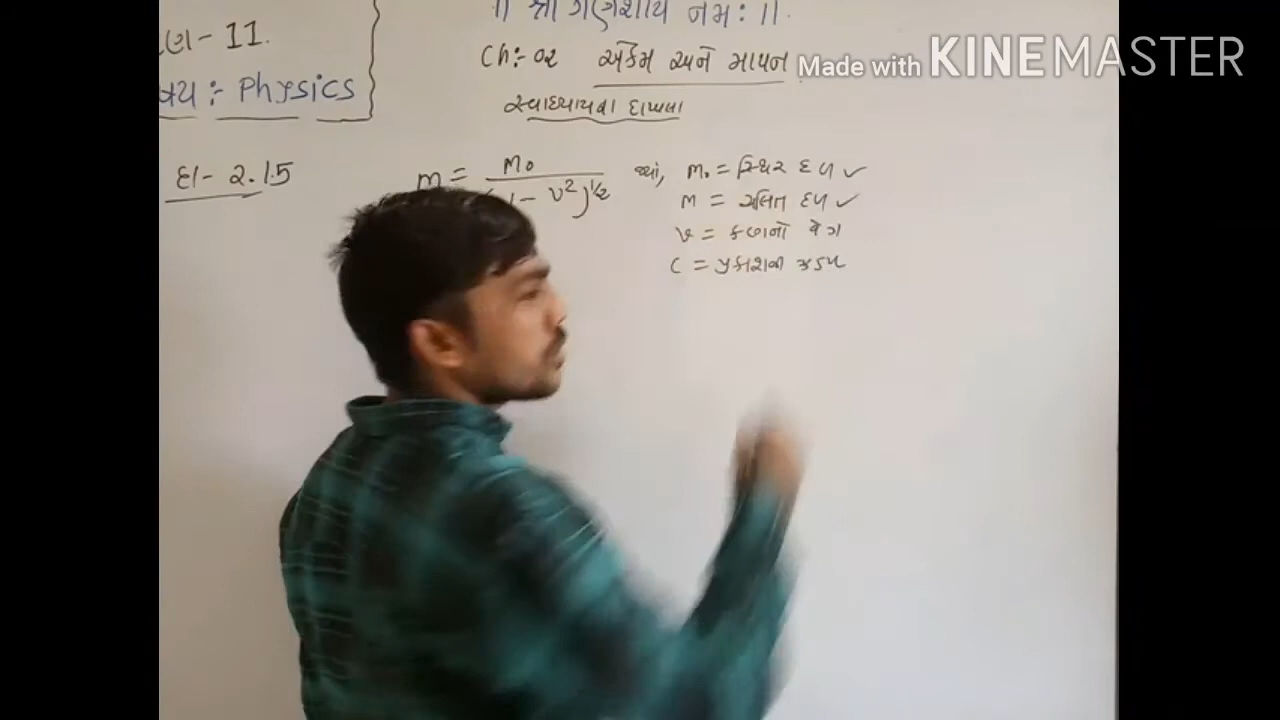 ॥ શ્રી ગણેશાય નમઃ ॥.
રણ - 11.
Ch:- 02 એકમ અને માપન
Made with KINEMASTER
ષય :- Physics
સ્વાધ્યાયના દાખલા
દા - 2.15
m = m₀ / (1 - v²)^½
જ્યાં, m₀ = સ્થિર દળ ✓
m = ચલિત દળ ✓
v = કણનો વેગ
c = પ્રકાશની ઝડપ